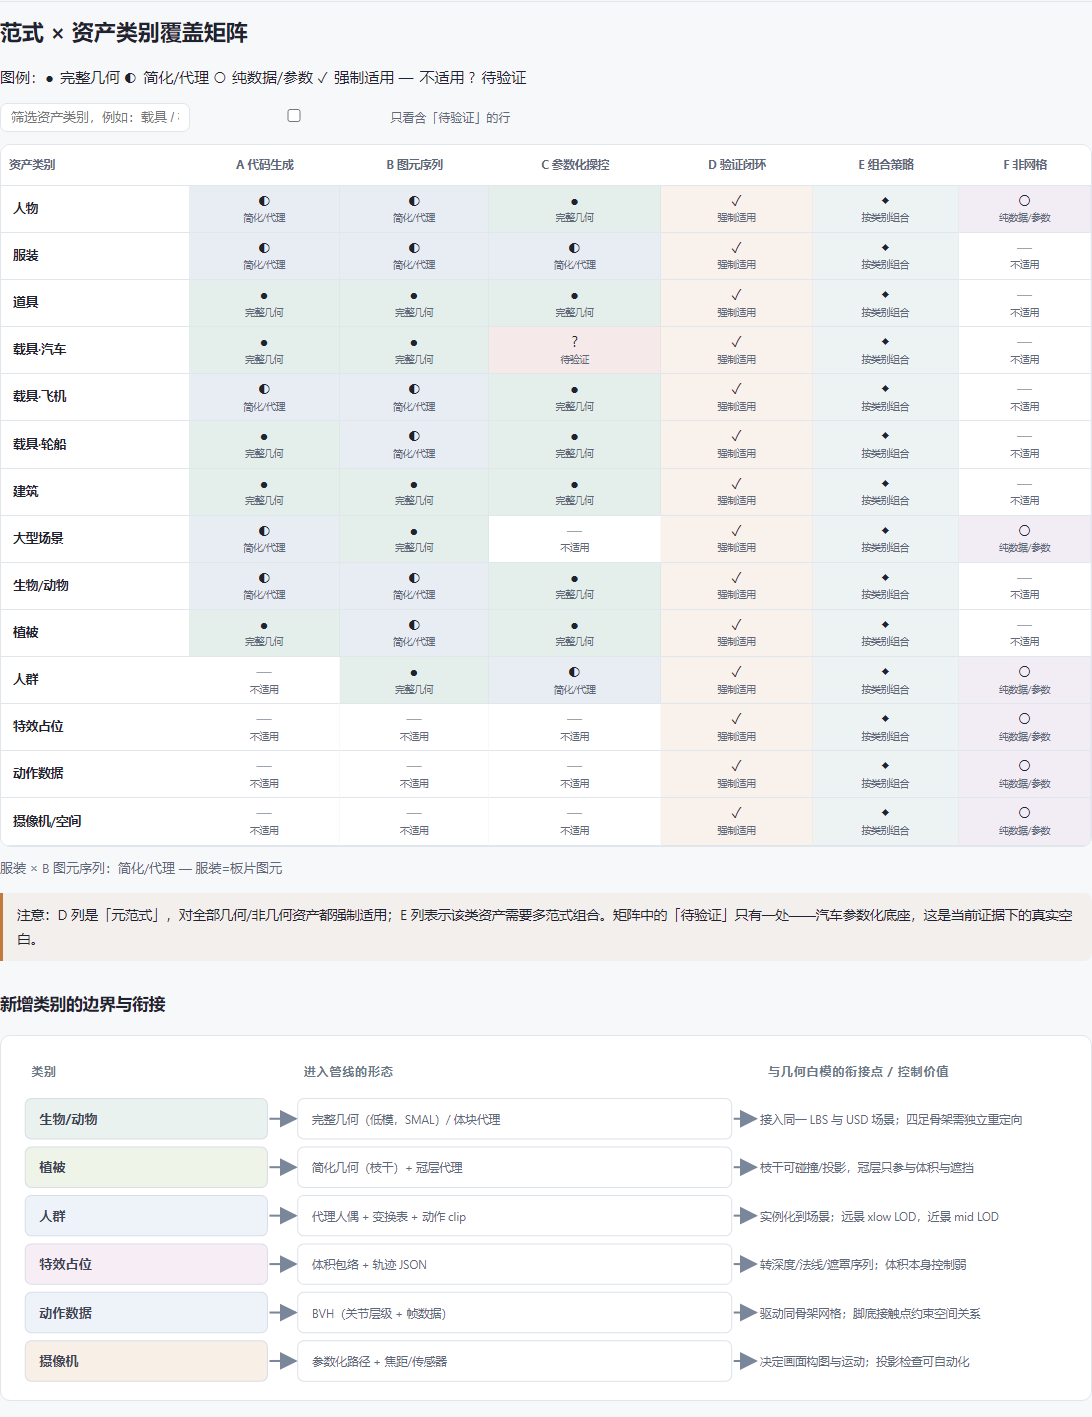 范式 × 资产类别覆盖矩阵
图例：● 完整几何 ◐ 简化/代理 ○ 纯数据/参数 ✓ 强制适用 — 不适用 ? 待验证
筛选资产类别，例如：载具 /
只看含「待验证」的行
资产类别 A 代码生成 B 图元序列 C 参数化操控 D 验证闭环 E 组合策略 F 非网格
人物 ◐ 简化/代理 ◐ 简化/代理 ● 完整几何 ✓ 强制适用 ◆ 按类别组合 ○ 纯数据/参数
服装 ◐ 简化/代理 ◐ 简化/代理 ◐ 简化/代理 ✓ 强制适用 ◆ 按类别组合 — 不适用
道具 ● 完整几何 ● 完整几何 ● 完整几何 ✓ 强制适用 ◆ 按类别组合 — 不适用
载具·汽车 ● 完整几何 ● 完整几何 ? 待验证 ✓ 强制适用 ◆ 按类别组合 — 不适用
载具·飞机 ◐ 简化/代理 ◐ 简化/代理 ● 完整几何 ✓ 强制适用 ◆ 按类别组合 — 不适用
载具·轮船 ● 完整几何 ◐ 简化/代理 ● 完整几何 ✓ 强制适用 ◆ 按类别组合 — 不适用
建筑 ● 完整几何 ● 完整几何 ● 完整几何 ✓ 强制适用 ◆ 按类别组合 — 不适用
大型场景 ◐ 简化/代理 ● 完整几何 — 不适用 ✓ 强制适用 ◆ 按类别组合 ○ 纯数据/参数
生物/动物 ◐ 简化/代理 ◐ 简化/代理 ● 完整几何 ✓ 强制适用 ◆ 按类别组合 — 不适用
植被 ● 完整几何 ◐ 简化/代理 ● 完整几何 ✓ 强制适用 ◆ 按类别组合 — 不适用
人群 — 不适用 ● 完整几何 ◐ 简化/代理 ✓ 强制适用 ◆ 按类别组合 ○ 纯数据/参数
特效占位 — 不适用 — 不适用 — 不适用 ✓ 强制适用 ◆ 按类别组合 ○ 纯数据/参数
动作数据 — 不适用 — 不适用 — 不适用 ✓ 强制适用 ◆ 按类别组合 ○ 纯数据/参数
摄像机/空间 — 不适用 — 不适用 — 不适用 ✓ 强制适用 ◆ 按类别组合 ○ 纯数据/参数
服装 × B 图元序列：简化/代理 — 服装=板片图元
注意：D 列是「元范式」，对全部几何/非几何资产都强制适用；E 列表示该类资产需要多范式组合。矩阵中的「待验证」只有一处——汽车参数化底座，这是当前证据下的真实空
白。
新增类别的边界与衔接
类别 进入管线的形态 与几何白模的衔接点 / 控制价值
生物/动物 完整几何（低模，SMAL）/ 体块代理 接入同一 LBS 与 USD 场景；四足骨架需独立重定向
植被 简化几何（枝干）+ 冠层代理 枝干可碰撞/投影，冠层只参与体积与遮挡
人群 代理人偶 + 变换表 + 动作 clip 实例化到场景；远景 xlow LOD，近景 mid LOD
特效占位 体积包络 + 轨迹 JSON 转深度/法线/遮罩序列；体积本身控制弱
动作数据 BVH（关节层级 + 帧数据） 驱动同骨架网格；脚底接触点约束空间关系
摄像机 参数化路径 + 焦距/传感器 决定画面构图与运动；投影检查可自动化